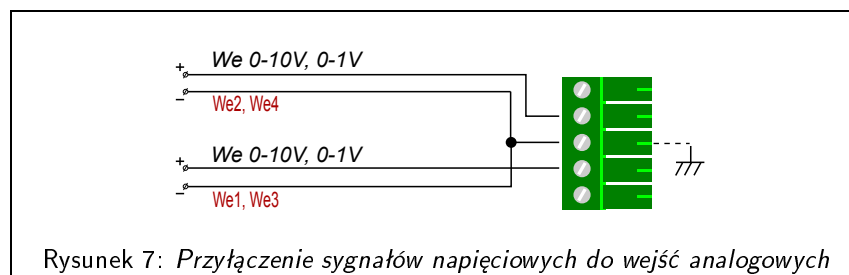 + We 0-10V, 0-1V
− We2, We4
+ We 0-10V, 0-1V
− We1, We3
Rysunek 7: Przyłączenie sygnałów napięciowych do wejść analogowych